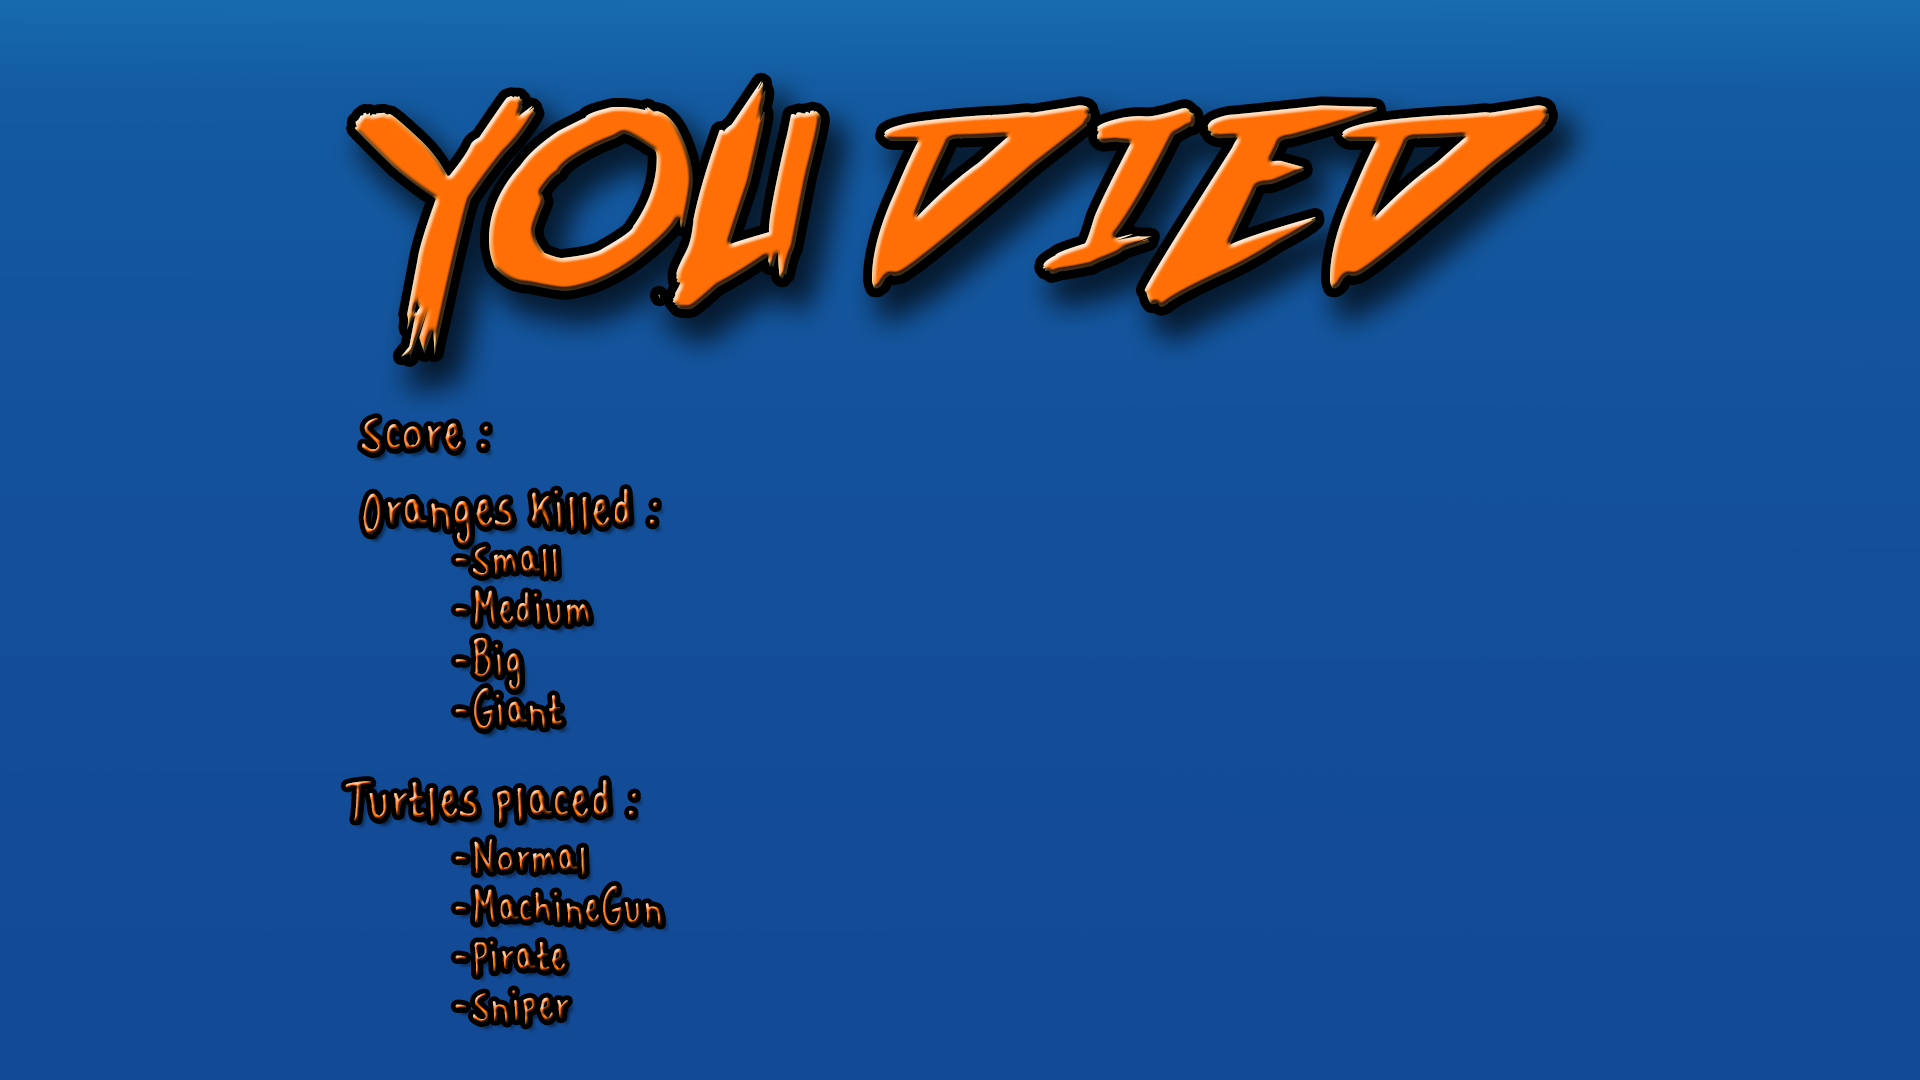 YOU DIED
Score :
Oranges Killed :
-Small
-Medium
-Big
-Giant
Turtles placed :
-Normal
-MachineGun
-Pirate
-Sniper